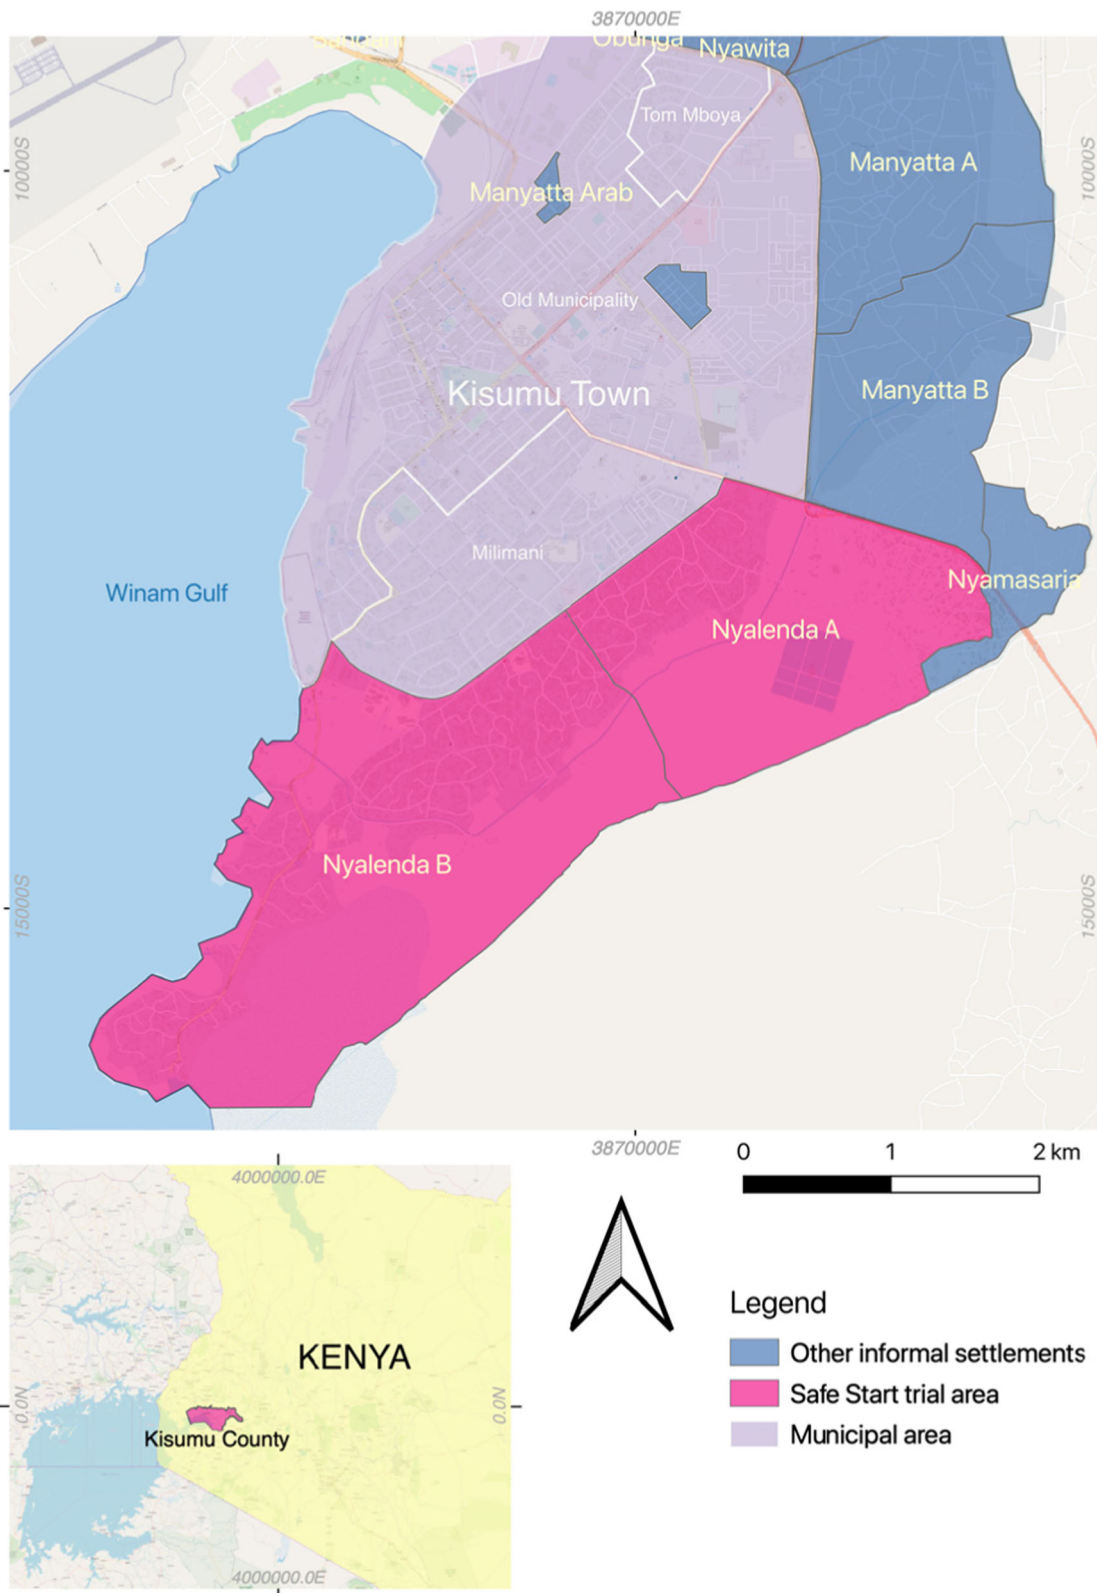 3870000E
Bandani
Obunga
Nyawita
Tom Mboya
10000S
10000S
Manyatta A
Manyatta Arab
Old Municipality
Kisumu Town
Manyatta B
Milimani
Winam Gulf
Nyamasaria
Nyalenda A
Nyalenda B
15000S
15000S
3870000E
0 1 2 km
4000000.0E
KENYA
0.0N
0.0N
Kisumu County
4000000.0E
Legend
Other informal settlements
Safe Start trial area
Municipal area